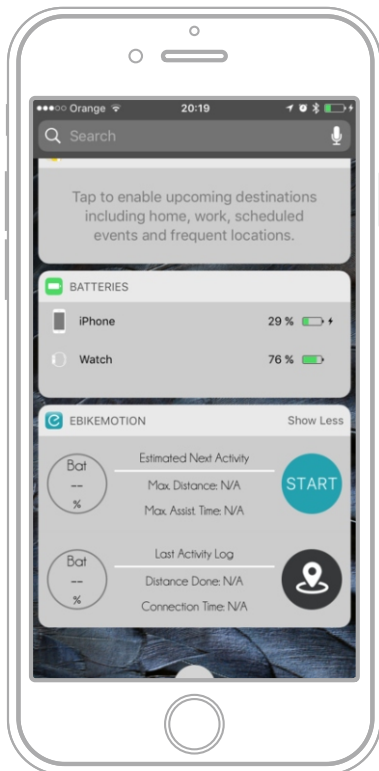 Orange 20:19
Search
Tap to enable upcoming destinations
including home, work, scheduled
events and frequent locations.
BATTERIES
iPhone 29 %
Watch 76 %
EBIKEMOTION Show Less
Bat
--
%
Estimated Next Activity
Max. Distance: N/A
Max. Assist. Time: N/A
START
Bat
--
%
Last Activity Log
Distance Done: N/A
Connection Time: N/A